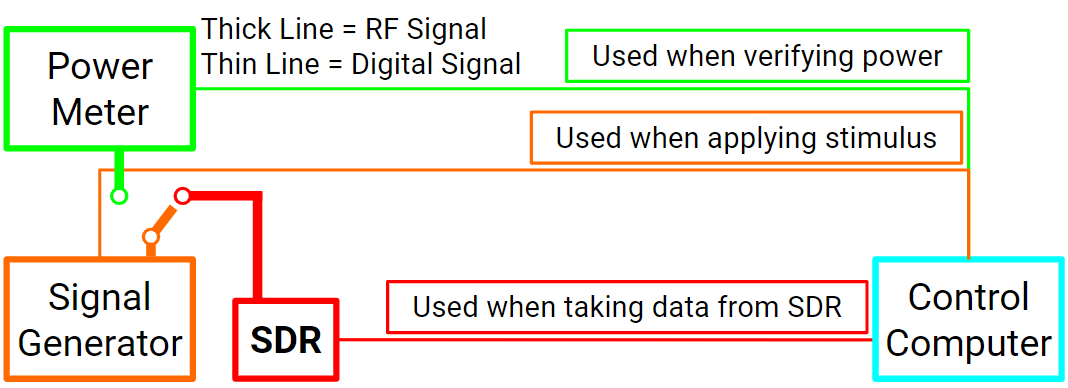 Thick Line = RF Signal
Thin Line = Digital Signal
Power
Meter
Used when verifying power
Used when applying stimulus
Signal
Generator
SDR
Used when taking data from SDR
Control
Computer